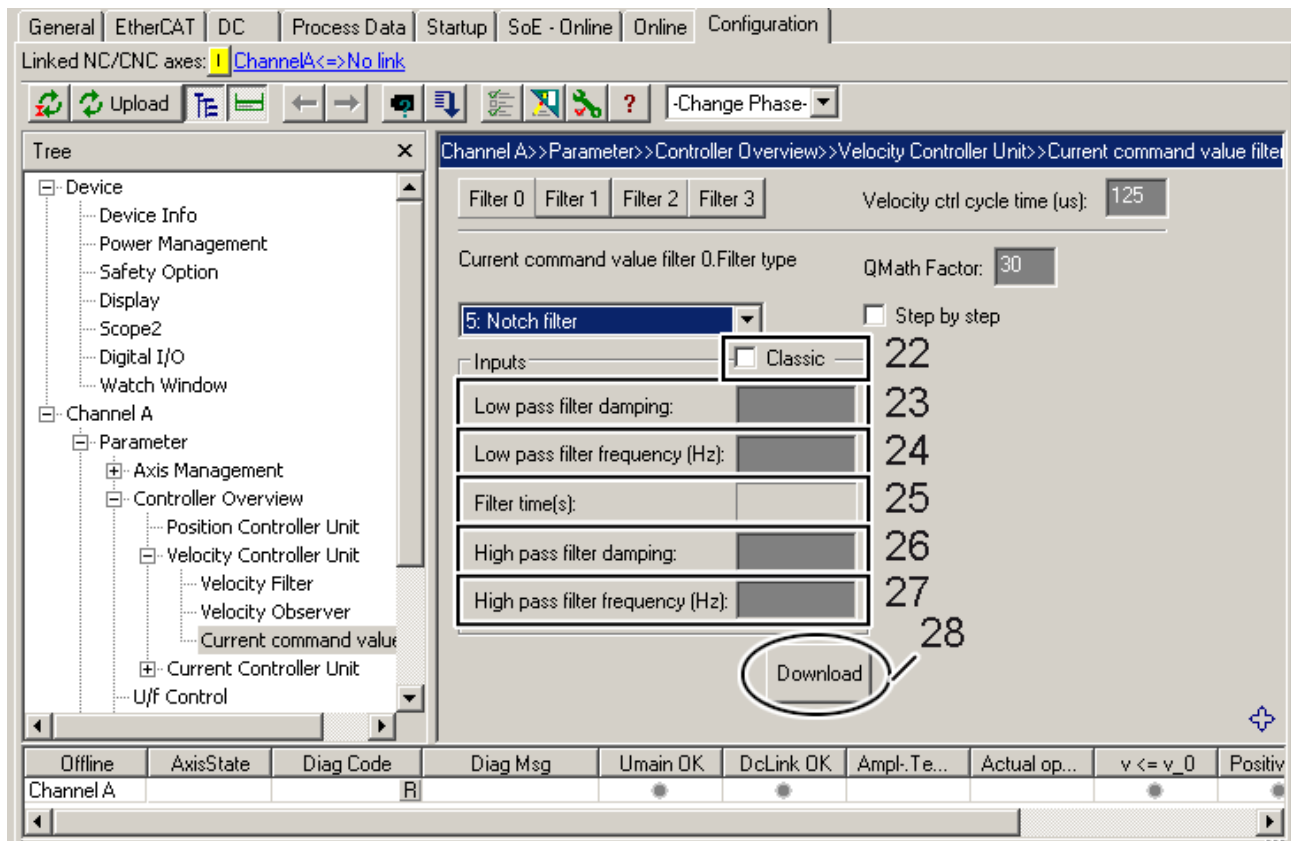 General EtherCAT DC Process Data Startup SoE - Online Online Configuration
Linked NC/CNC axes: ! ChannelA<=>No link
Upload ? -Change Phase-
Tree x
Channel A>>Parameter>>Controller Overview>>Velocity Controller Unit>>Current command value filter
Device
Device Info
Power Management
Safety Option
Display
Scope2
Digital I/O
Watch Window
Channel A
Parameter
Axis Management
Controller Overview
Position Controller Unit
Velocity Controller Unit
Velocity Filter
Velocity Observer
Current command value
Current Controller Unit
U/f Control
Filter 0 Filter 1 Filter 2 Filter 3 Velocity ctrl cycle time (us): 125
Current command value filter 0.Filter type QMath Factor: 30
5: Notch filter Step by step
Inputs Classic 22
Low pass filter damping: 23
Low pass filter frequency (Hz): 24
Filter time(s): 25
High pass filter damping: 26
High pass filter frequency (Hz): 27
28
Download
Offline AxisState Diag Code Diag Msg Umain OK DcLink OK Ampl-.Te... Actual op... v <= v_0 Positiv
Channel A R